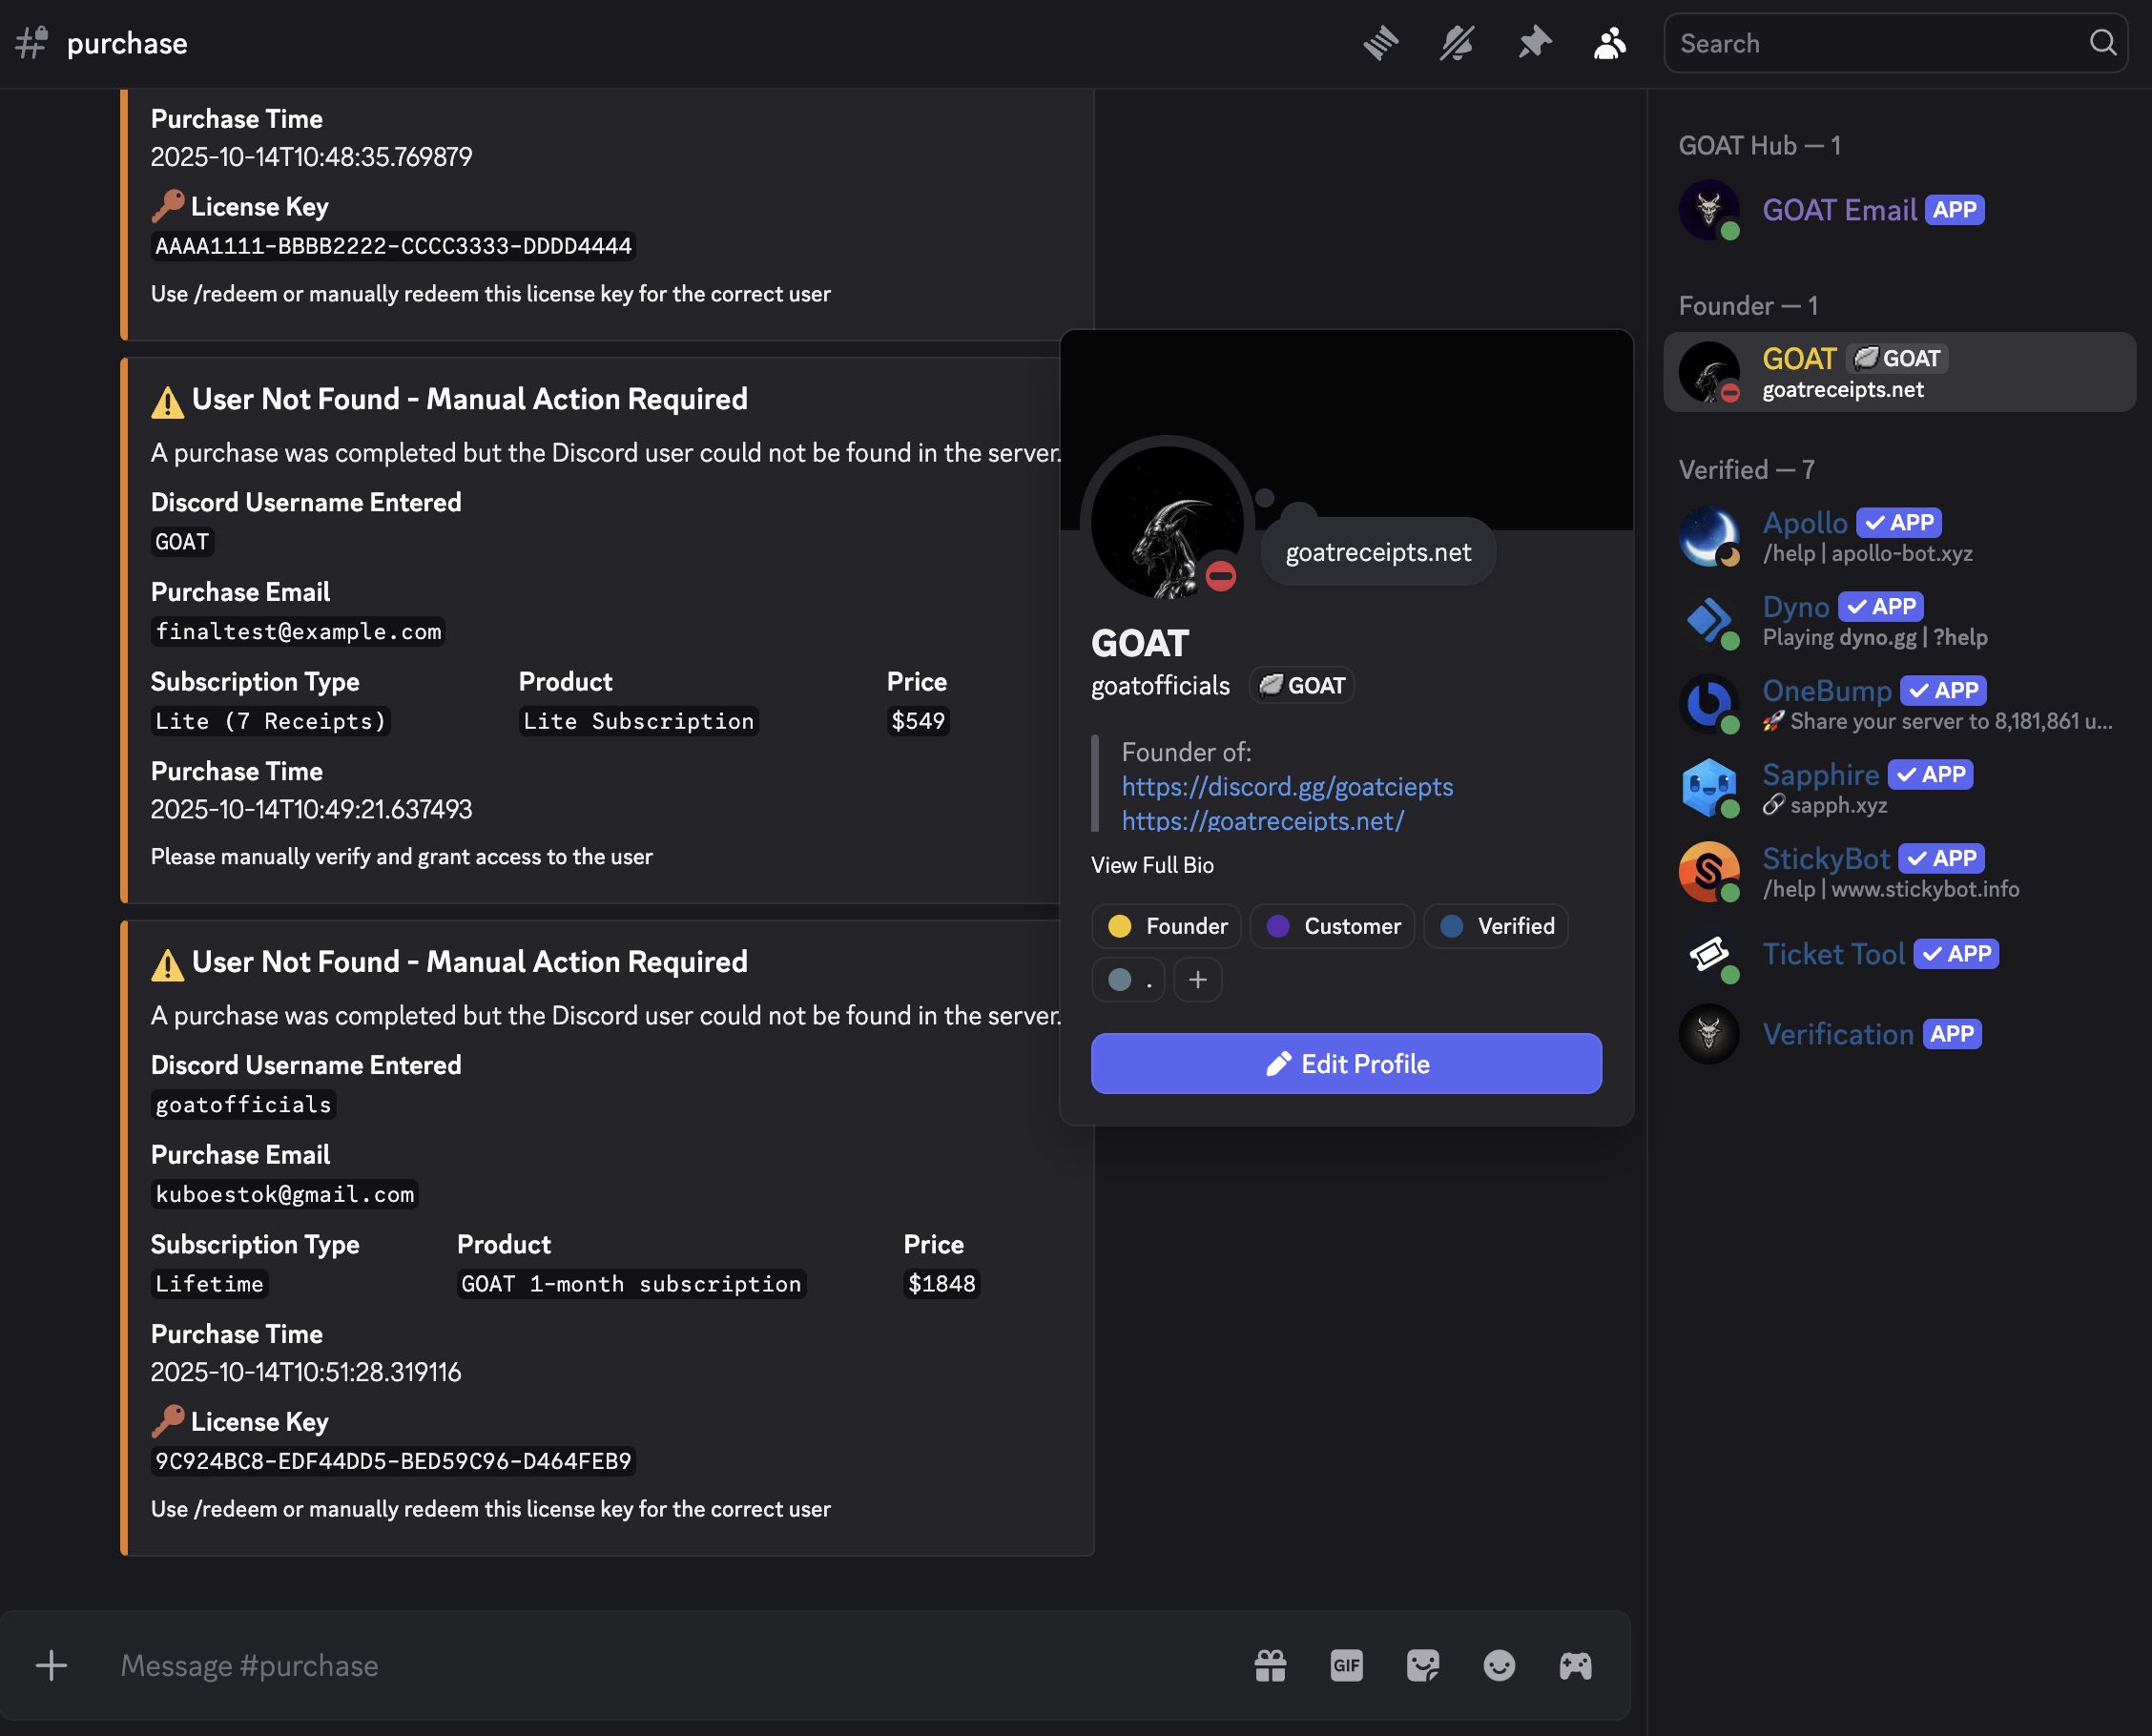 purchase
Search
Purchase Time
2025-10-14T10:48:35.769879
License Key
AAAA1111-BBBB2222-CCCC3333-DDDD4444
Use /redeem or manually redeem this license key for the correct user
User Not Found - Manual Action Required
A purchase was completed but the Discord user could not be found in the server.
Discord Username Entered
GOAT
Purchase Email
finaltest@example.com
Subscription Type Product Price
Lite (7 Receipts) Lite Subscription $549
Purchase Time
2025-10-14T10:49:21.637493
Please manually verify and grant access to the user
User Not Found - Manual Action Required
A purchase was completed but the Discord user could not be found in the server.
Discord Username Entered
goatofficials
Purchase Email
kuboestok@gmail.com
Subscription Type Product Price
Lifetime GOAT 1-month subscription $1848
Purchase Time
2025-10-14T10:51:28.319116
License Key
9C924BC8-EDF44DD5-BED59C96-D464FEB9
Use /redeem or manually redeem this license key for the correct user
Message #purchase
GIF
goatreceipts.net
GOAT
goatofficials GOAT
Founder of:
https://discord.gg/goatciepts
https://goatreceipts.net/
View Full Bio
Founder Customer Verified
. +
Edit Profile
GOAT Hub — 1
GOAT Email APP
Founder — 1
GOAT GOAT
goatreceipts.net
Verified — 7
Apollo APP
/help | apollo-bot.xyz
Dyno APP
Playing dyno.gg | ?help
OneBump APP
Share your server to 8,181,861 u...
Sapphire APP
sapph.xyz
StickyBot APP
/help | www.stickybot.info
Ticket Tool APP
Verification APP